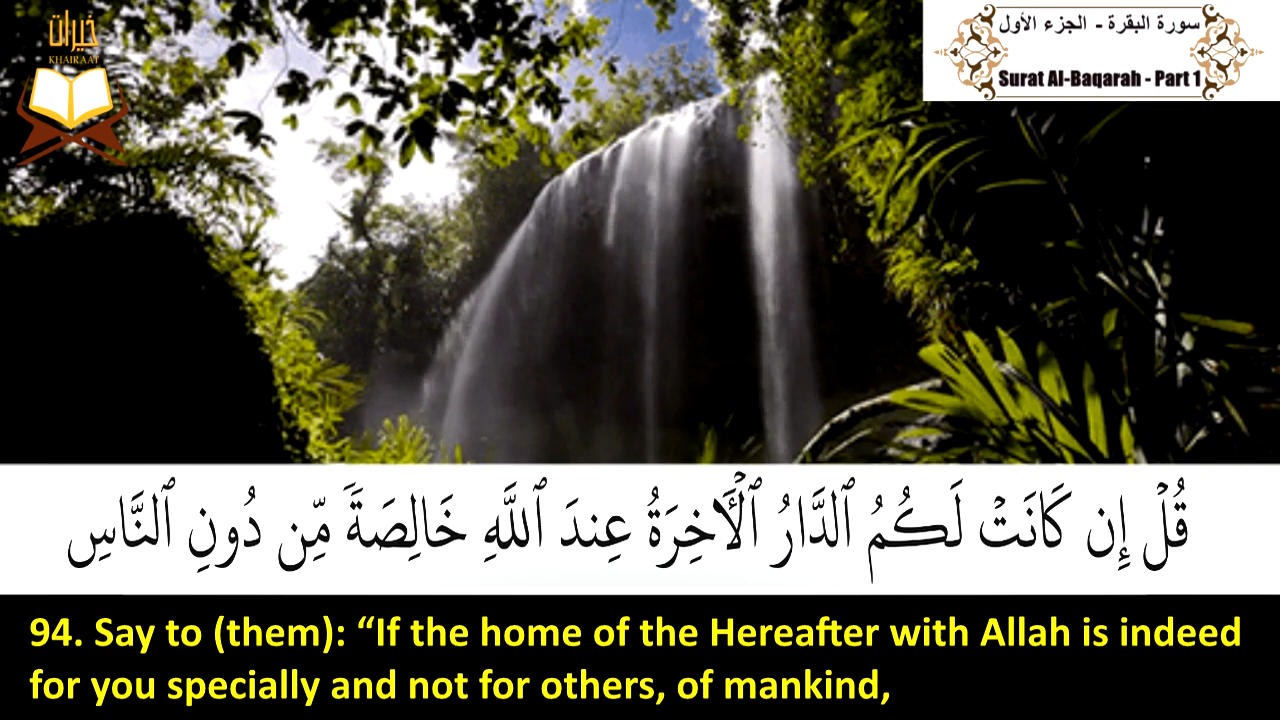 خيرات
KHAIRAAT
سورة البقرة - الجزء الأول
Surat Al-Baqarah - Part 1
قُلۡ إِن كَانَتۡ لَكُمُ ٱلدَّارُ ٱلۡأٓخِرَةُ عِندَ ٱللَّهِ خَالِصَةٗ مِّن دُونِ ٱلنَّاسِ
94. Say to (them): “If the home of the Hereafter with Allah is indeed
for you specially and not for others, of mankind,